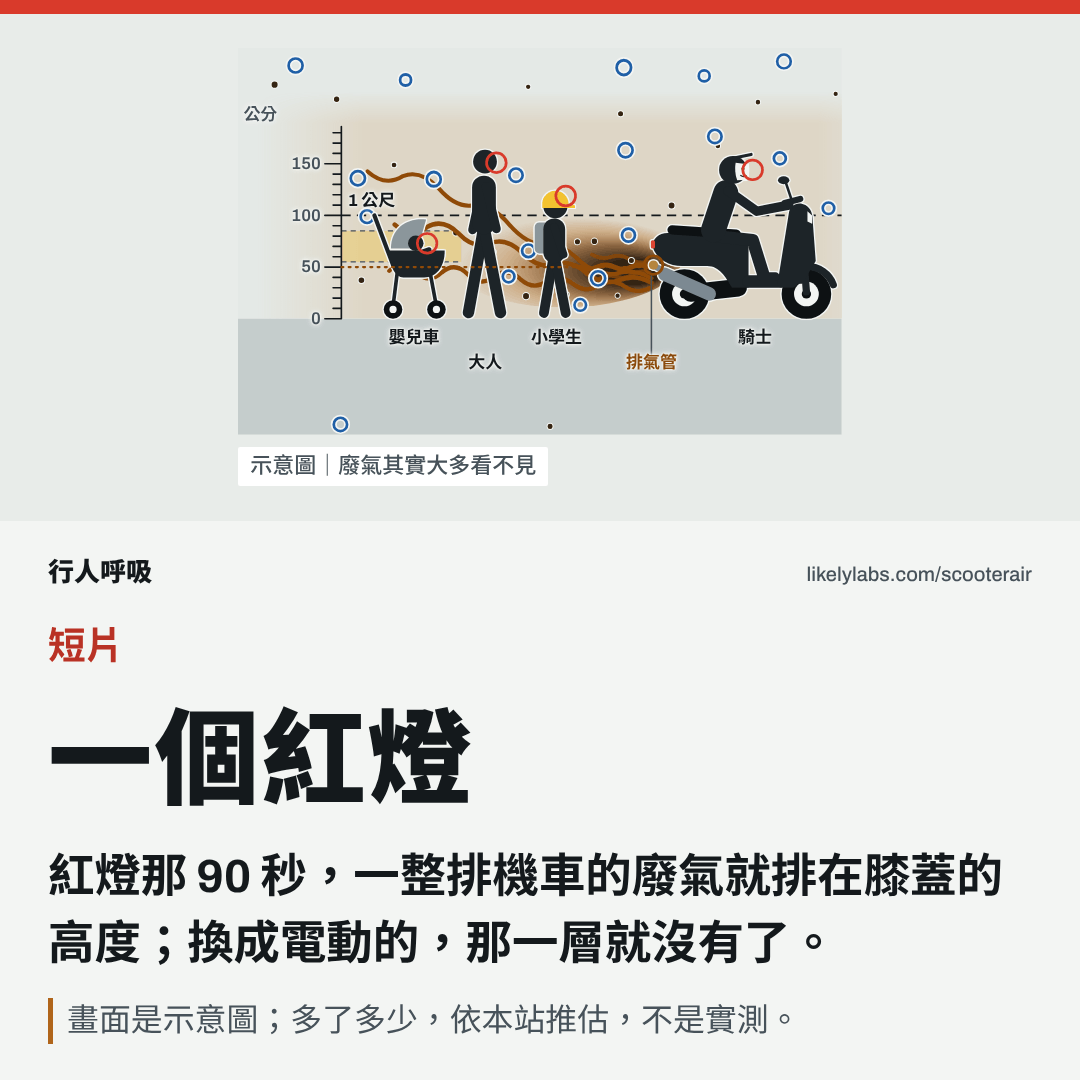 公分
150
1 公尺
100
50
0
嬰兒車
小學生
騎士
大人
排氣管
示意圖｜廢氣其實大多看不見
行人呼吸
likelylabs.com/scooterair
短片
一個紅燈
紅燈那 90 秒，一整排機車的廢氣就排在膝蓋的
高度；換成電動的，那一層就沒有了。
畫面是示意圖；多了多少，依本站推估，不是實測。